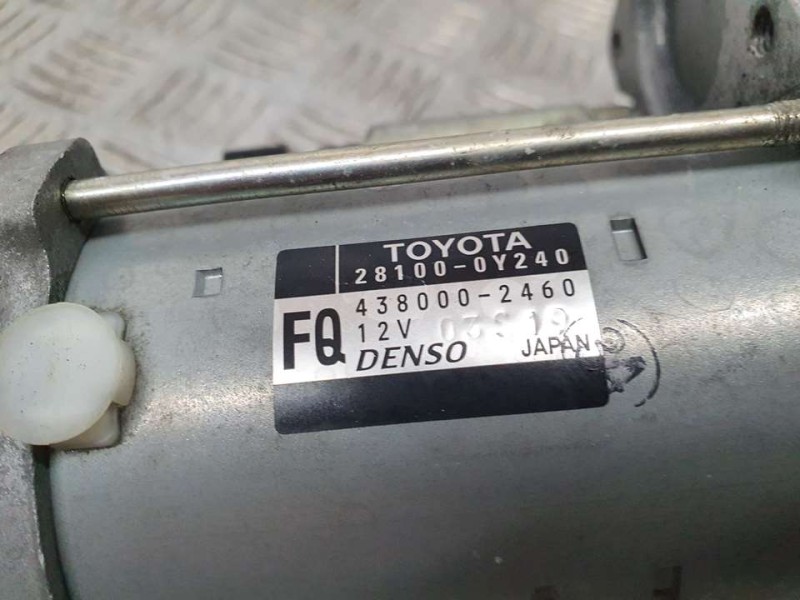 TOYOTA
28100-0Y240
438000-2460
FQ 12V
DENSO JAPAN